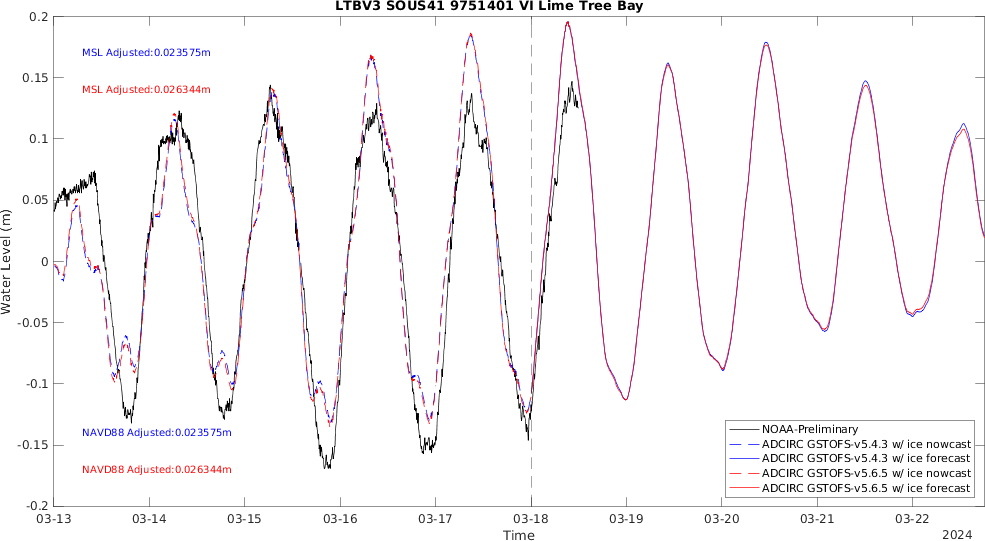 LTBV3 SOUS41 9751401 VI Lime Tree Bay
0.2
0.15
0.1
0.05
0
-0.05
-0.1
-0.15
-0.2
Water Level (m)
MSL Adjusted:0.023575m
MSL Adjusted:0.026344m
NAVD88 Adjusted:0.023575m
NAVD88 Adjusted:0.026344m
NOAA-Preliminary
ADCIRC GSTOFS-v5.4.3 w/ ice nowcast
ADCIRC GSTOFS-v5.4.3 w/ ice forecast
ADCIRC GSTOFS-v5.6.5 w/ ice nowcast
ADCIRC GSTOFS-v5.6.5 w/ ice forecast
03-13 03-14 03-15 03-16 03-17 03-18 03-19 03-20 03-21 03-22
Time
2024